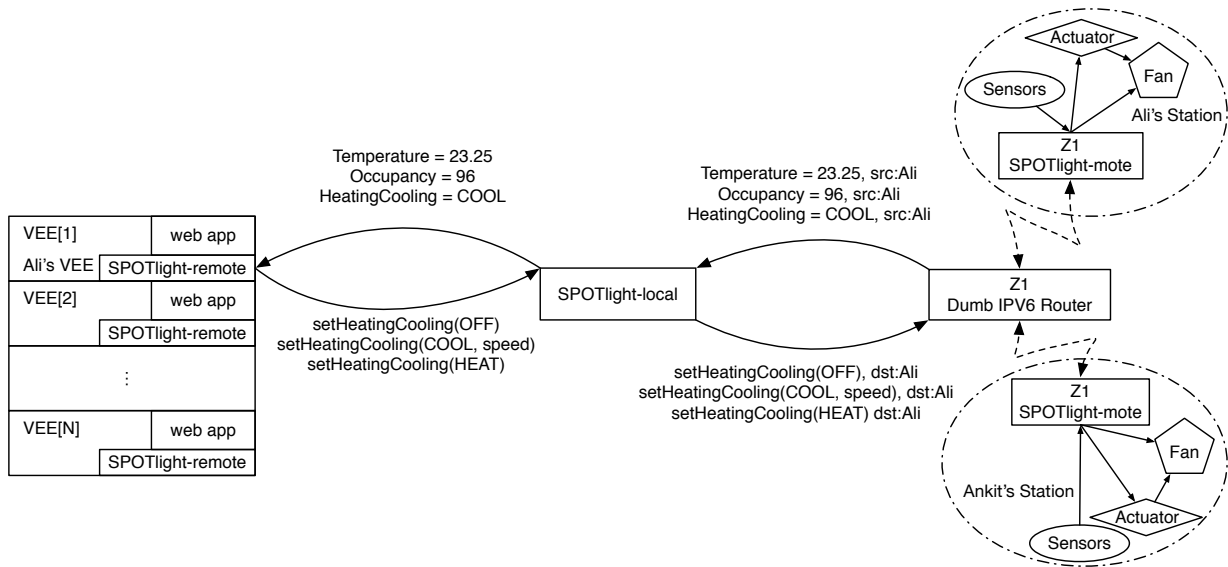 Actuator
Fan
Sensors
Ali's Station
Z1
SPOTlight-mote
Temperature = 23.25
Occupancy = 96
HeatingCooling = COOL
Temperature = 23.25, src:Ali
Occupancy = 96, src:Ali
HeatingCooling = COOL, src:Ali
VEE[1]
web app
Ali's VEE
SPOTlight-remote
VEE[2]
web app
SPOTlight-remote
⋮
VEE[N]
web app
SPOTlight-remote
SPOTlight-local
Z1
Dumb IPV6 Router
setHeatingCooling(OFF)
setHeatingCooling(COOL, speed)
setHeatingCooling(HEAT)
setHeatingCooling(OFF), dst:Ali
setHeatingCooling(COOL, speed), dst:Ali
setHeatingCooling(HEAT) dst:Ali
Z1
SPOTlight-mote
Fan
Ankit's Station
Actuator
Sensors